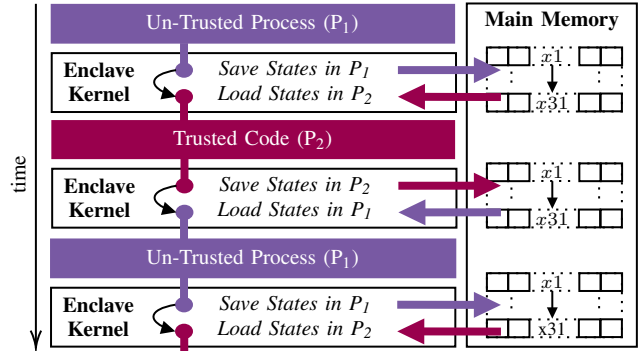 Un-Trusted Process (P1)
Main Memory
Enclave Kernel
Save States in P1
Load States in P2
x1
x31
Trusted Code (P2)
Enclave Kernel
Save States in P2
Load States in P1
x1
x31
Un-Trusted Process (P1)
Enclave Kernel
Save States in P1
Load States in P2
x1
x31
time